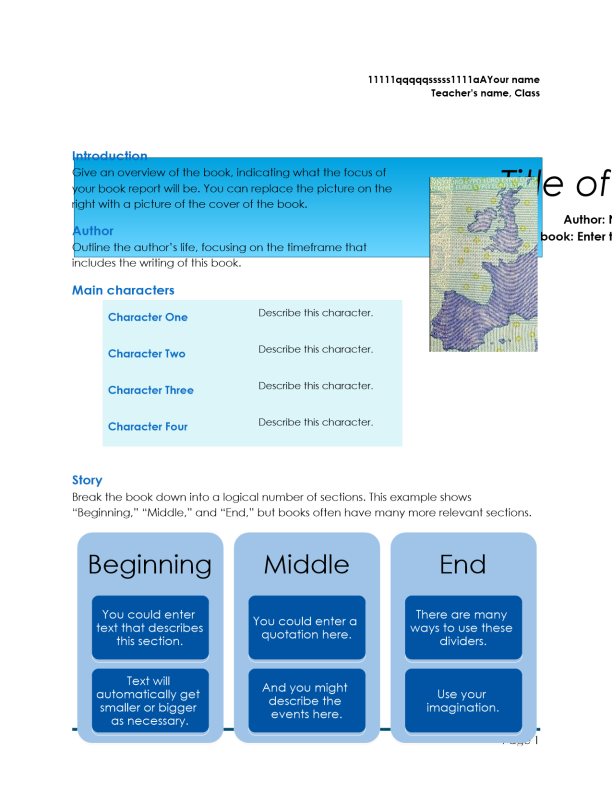 11111qqqqqsssss1111aAYour name
Teacher's name, Class
Introduction
Title of
Give an overview of the book, indicating what the focus of
your book report will be. You can replace the picture on the
right with a picture of the cover of the book.
Author:
book: Enter
Author
Outline the author's life, focusing on the timeframe that
includes the writing of this book.
Main characters
Character One
Describe this character.
Character Two
Describe this character.
Character Three
Describe this character.
Character Four
Describe this character.
Story
Break the book down into a logical number of sections. This example shows
“Beginning,” “Middle,” and “End,” but books often have many more relevant sections.
Beginning
You could enter
text that describes
this section.
Text will
automatically get
smaller or bigger
as necessary.
Middle
You could enter a
quotation here.
And you might
describe the
events here.
End
There are many
ways to use these
dividers.
Use your
imagination.
Page 1